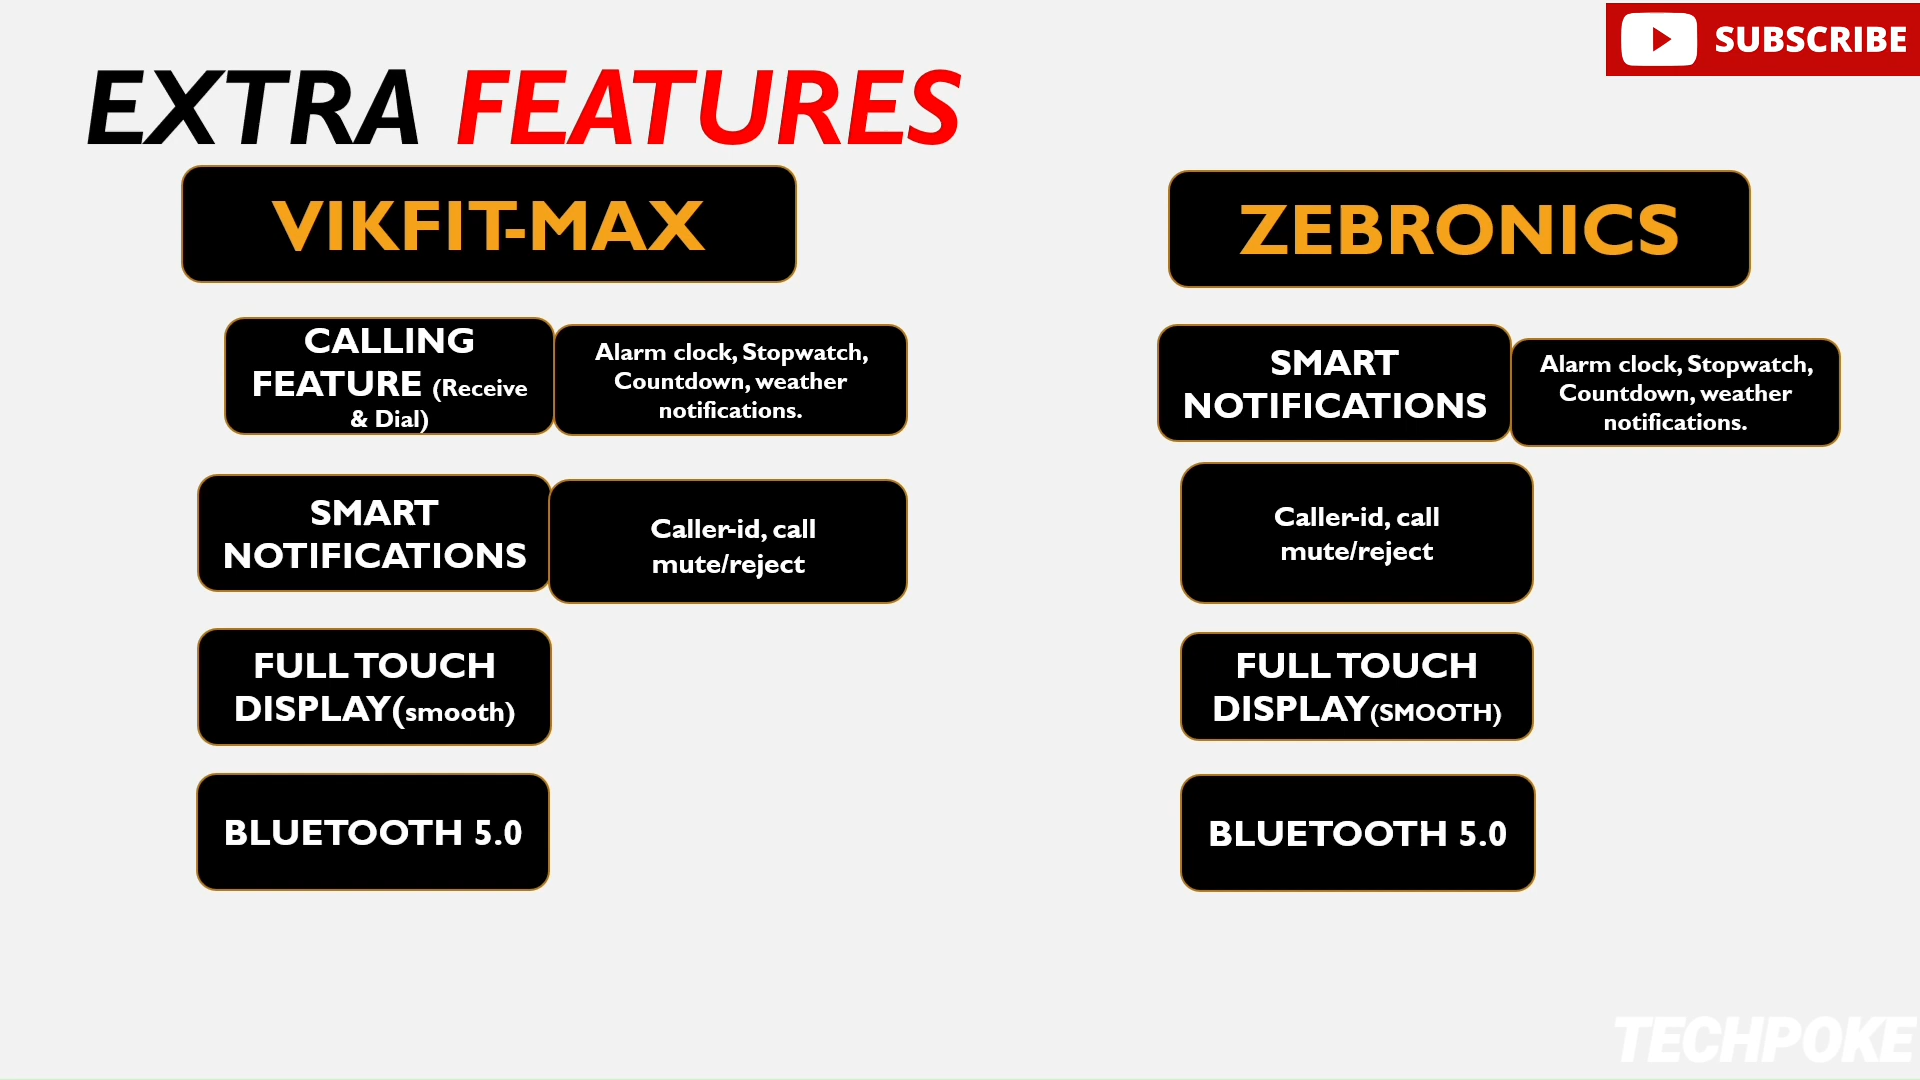 SUBSCRIBE
EXTRA FEATURES
VIKFIT-MAX
CALLING
FEATURE (Receive
& Dial)
Alarm clock, Stopwatch,
Countdown, weather
notifications.
SMART
NOTIFICATIONS
Caller-id, call
mute/reject
FULL TOUCH
DISPLAY(smooth)
BLUETOOTH 5.0
ZEBRONICS
SMART
NOTIFICATIONS
Alarm clock, Stopwatch,
Countdown, weather
notifications.
Caller-id, call
mute/reject
FULL TOUCH
DISPLAY(SMOOTH)
BLUETOOTH 5.0
TECHPOKE